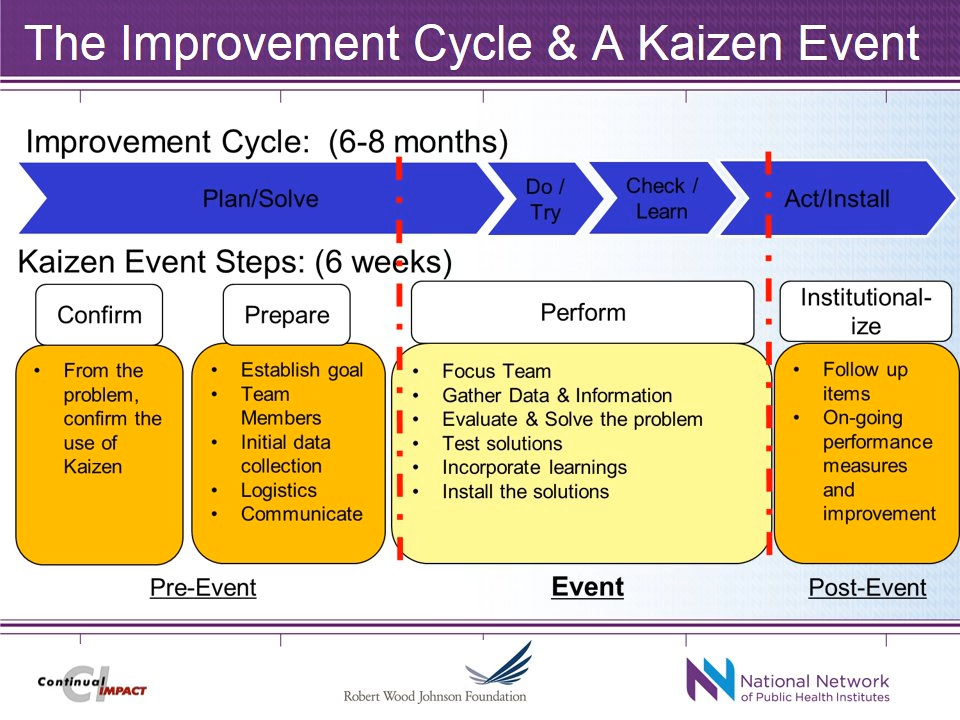 The Improvement Cycle & A Kaizen Event
Improvement Cycle: (6-8 months)
Plan/Solve
Do /
Try
Check /
Learn
Act/Install
Kaizen Event Steps: (6 weeks)
Confirm
• From the
problem,
confirm the
use of
Kaizen
Prepare
• Establish goal
• Team
Members
• Initial data
collection
• Logistics
• Communicate
Perform
• Focus Team
• Gather Data & Information
• Evaluate & Solve the problem
• Test solutions
• Incorporate learnings
• Install the solutions
Institutional-
ize
• Follow up
items
• On-going
performance
measures
and
improvement
Pre-Event
Event
Post-Event
Continual
CI IMPACT
Robert Wood Johnson Foundation
National Network
of Public Health Institutes